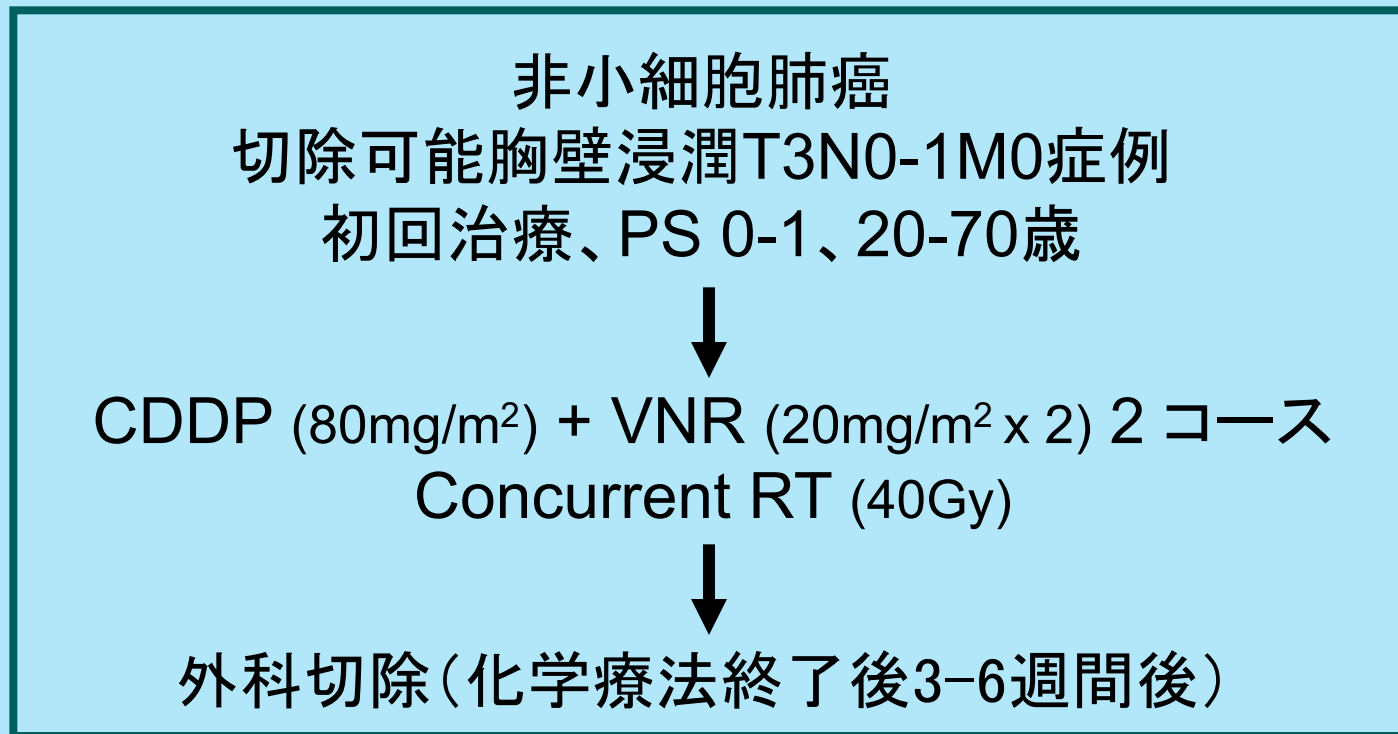 非小細胞肺癌
切除可能胸壁浸潤T3N0-1M0症例
初回治療、PS 0-1、20-70歳
CDDP (80mg/m²) + VNR (20mg/m² x 2) 2 コース
Concurrent RT (40Gy)
外科切除（化学療法終了後3−6週間後）